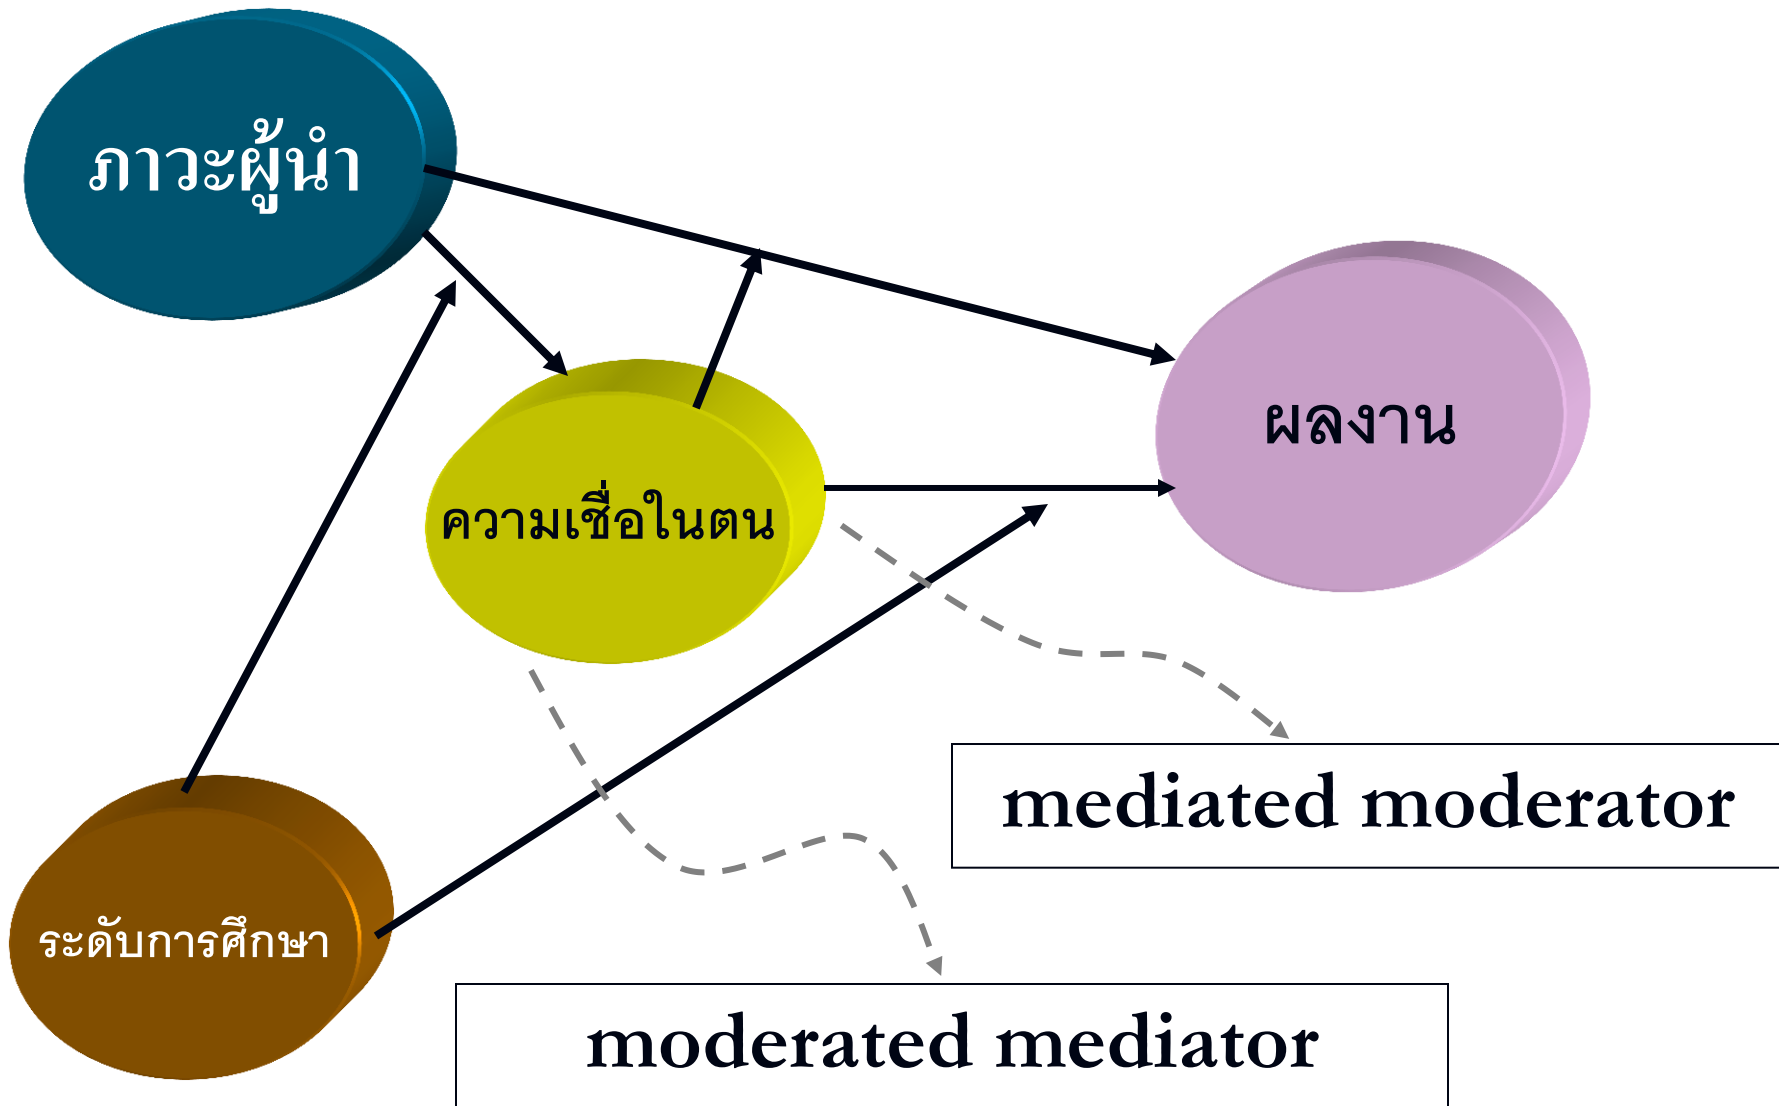 ภาวะผู้นำ
ผลงาน
ความเชื่อในตน
mediated moderator
ระดับการศึกษา
moderated mediator